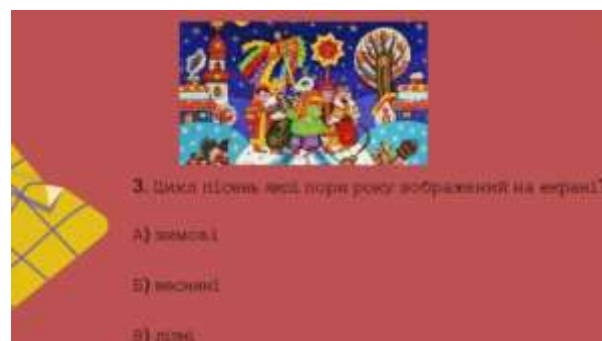 3. Цикл пісень якої пори року зображений на екрані?
А) зимові
Б) весняні
В) літні